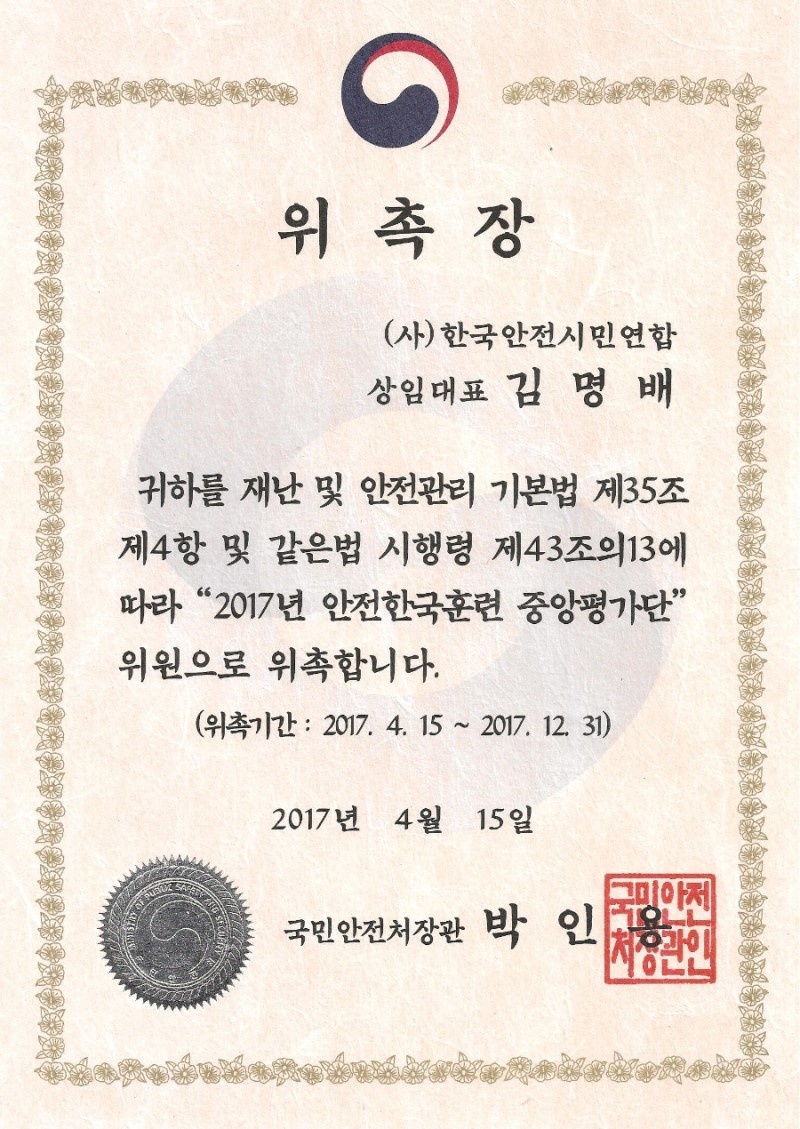 위 촉 장
(사)한국안전시민연합
상임대표 김 명 배
귀하를 재난 및 안전관리 기본법 제35조
제4항 및 같은법 시행령 제43조의13에
따라 “2017년 안전한국훈련 중앙평가단”
위원으로 위촉합니다.
(위촉기간 : 2017. 4. 15 ~ 2017. 12. 31)
2017년 4월 15일
MINISTRY OF PUBLIC SAFETY AND SECURITY
국민안전처장관 박 인 용
국민안전
처장관인